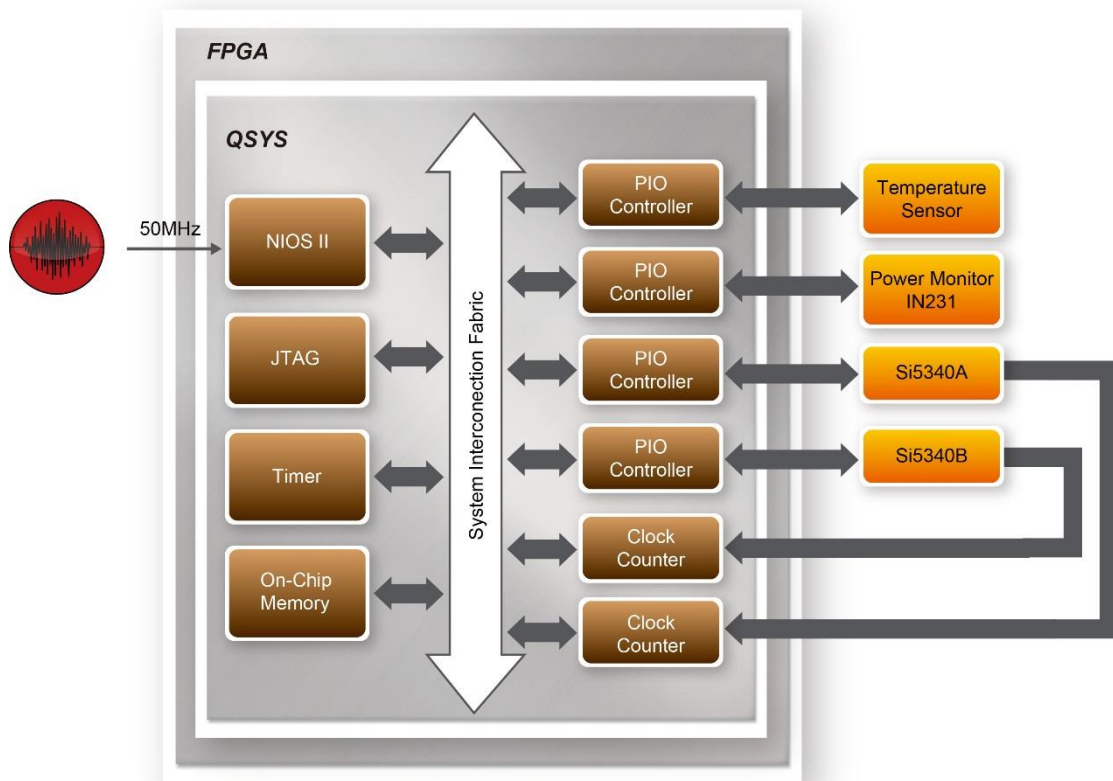 FPGA
QSYS
50MHz
NIOS II
JTAG
Timer
On-Chip
Memory
System Interconection Fabric
PIO
Controller
PIO
Controller
PIO
Controller
PIO
Controller
Clock
Counter
Clock
Counter
Temperature
Sensor
Power Monitor
IN231
Si5340A
Si5340B